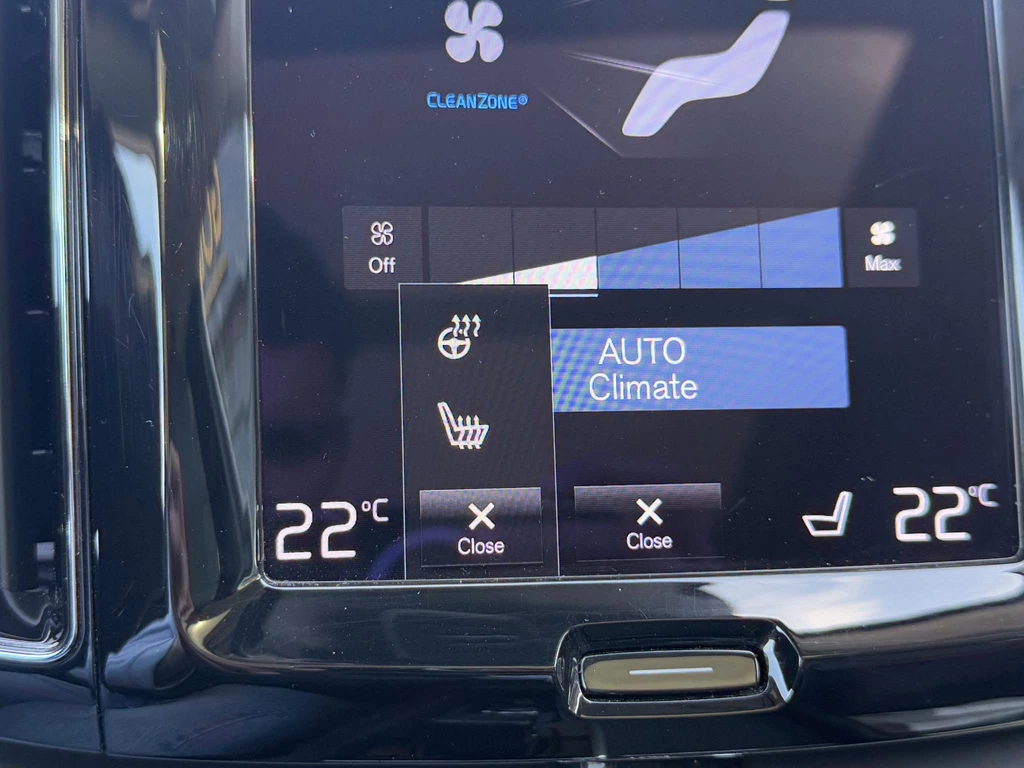 CLEANZONE®
Off
Max
AUTO
Climate
22°C
Close
Close
22°C